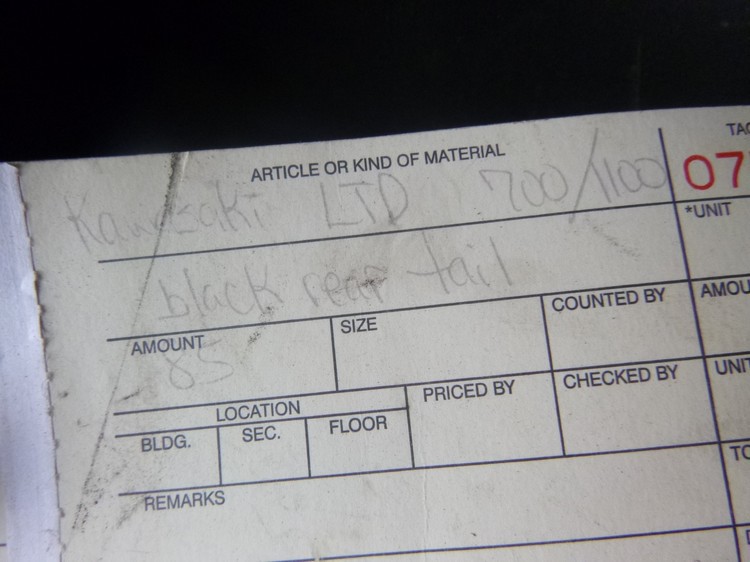 ARTICLE OR KIND OF MATERIAL
TAG
07
Kawasaki LTD 700/1100
*UNIT
black rear tail
AMOUNT SIZE COUNTED BY AMOU
85
LOCATION PRICED BY CHECKED BY UNIT
BLDG. SEC. FLOOR
REMARKS
TO